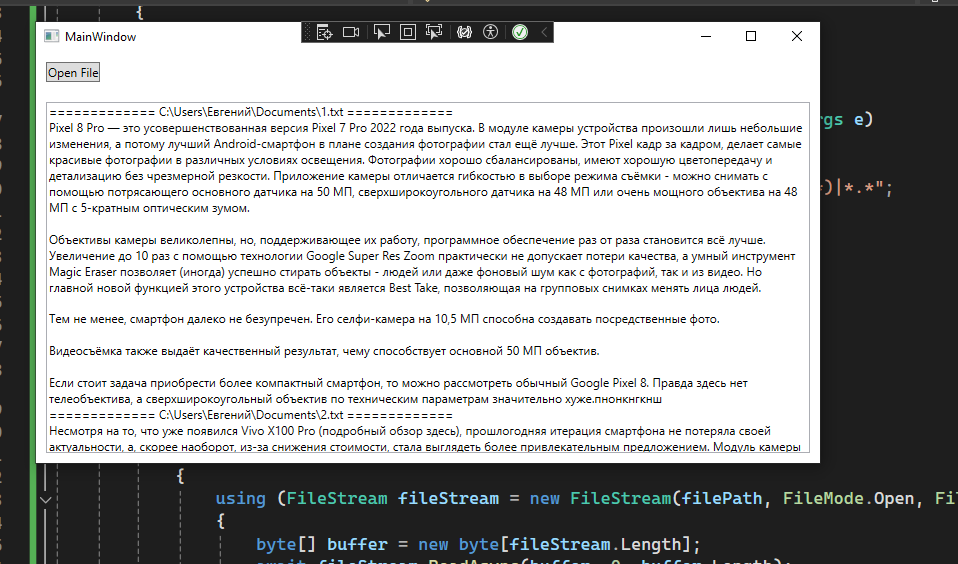 {
MainWindow
Open File
============= C:\Users\Евгений\Documents\1.txt =============
Pixel 8 Pro — это усовершенствованная версия Pixel 7 Pro 2022 года выпуска. В модуле камеры устройства произошли лишь небольшие
изменения, а потому лучший Android-смартфон в плане создания фотографии стал ещё лучше. Этот Pixel кадр за кадром, делает самые
красивые фотографии в различных условиях освещения. Фотографии хорошо сбалансированы, имеют хорошую цветопередачу и
детализацию без чрезмерной резкости. Приложение камеры отличается гибкостью в выборе режима съёмки - можно снимать с
помощью потрясающего основного датчика на 50 МП, сверхширокоугольного датчика на 48 МП или очень мощного объектива на 48
МП с 5-кратным оптическим зумом.
Объективы камеры великолепны, но, поддерживающее их работу, программное обеспечение раз от раза становится всё лучше.
Увеличение до 10 раз с помощью технологии Google Super Res Zoom практически не допускает потери качества, а умный инструмент
Magic Eraser позволяет (иногда) успешно стирать объекты - людей или даже фоновый шум как с фотографий, так и из видео. Но
главной новой функцией этого устройства всё-таки является Best Take, позволяющая на групповых снимках менять лица людей.
Тем не менее, смартфон далеко не безупречен. Его селфи-камера на 10,5 МП способна создавать посредственные фото.
Видеосъёмка также выдаёт качественный результат, чему способствует основной 50 МП объектив.
Если стоит задача приобрести более компактный смартфон, то можно рассмотреть обычный Google Pixel 8. Правда здесь нет
телеобъектива, а сверхширокоугольный объектив по техническим параметрам значительно хуже.пнонкнгкнш
============= C:\Users\Евгений\Documents\2.txt =============
Несмотря на то, что уже появился Vivo X100 Pro (подробный обзор здесь), прошлогодняя итерация смартфона не потеряла своей
актуальности, а, скорее наоборот, из-за снижения стоимости, стала выглядеть более привлекательным предложением. Модуль камеры
rgs e)
*)|*.*";
{
using (FileStream fileStream = new FileStream(filePath, FileMode.Open, Fil
{
byte[] buffer = new byte[fileStream.Length];
await fileStream.ReadAsync(buffer, 0, buffer.Length);